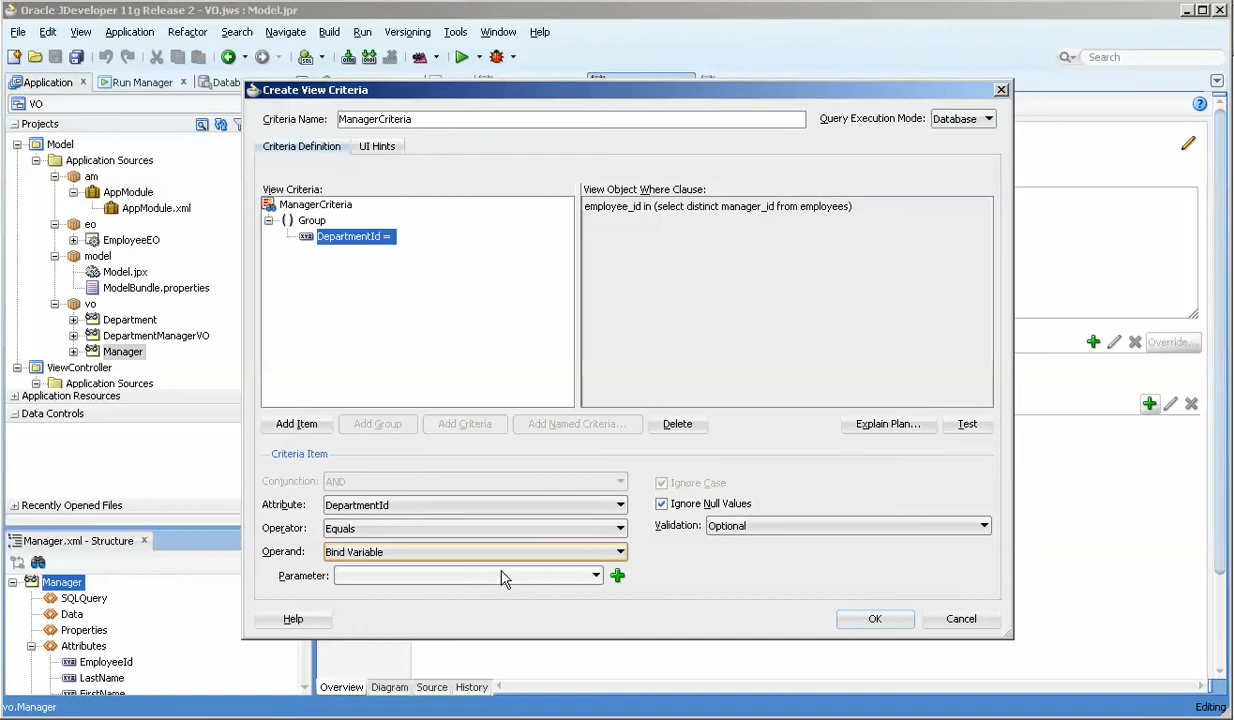 Oracle JDeveloper 11g Release 2 - VO.jws : Model.jpr
File Edit View Application Refactor Search Navigate Build Run Versioning Tools Window Help
Search
Application Run Manager Datab
VO
Projects
Model
Application Sources
am
AppModule
AppModule.xml
eo
EmployeeEO
model
Model.jpx
ModelBundle.properties
vo
Department
DepartmentManagerVO
Manager
ViewController
Application Sources
Application Resources
Data Controls
Recently Opened Files
Manager.xml - Structure
Manager
SQLQuery
Data
Properties
Attributes
EmployeeId
LastName
FirstName
vo.Manager
Create View Criteria
Criteria Name: ManagerCriteria Query Execution Mode: Database
Criteria Definition UI Hints
View Criteria: View Object Where Clause:
ManagerCriteria
employee_id in (select distinct manager_id from employees)
( ) Group
DepartmentId =
Add Item Add Group Add Criteria Add Named Criteria... Delete Explain Plan... Test
Criteria Item
Conjunction: AND Ignore Case
Attribute: DepartmentId Ignore Null Values
Operator: Equals Validation: Optional
Operand: Bind Variable
Parameter:
Help OK Cancel
Override...
Overview Diagram Source History
Editing